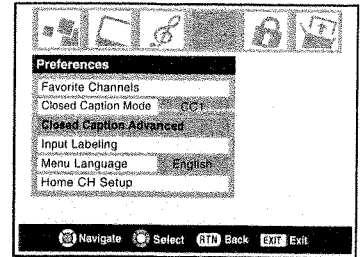 Preferences
Favorite Channels
Closed Caption Mode CC1
Closed Caption Advanced
Input Labeling
Menu Language English
Home CH Setup
Navigate Select RTN Back EXIT Exit